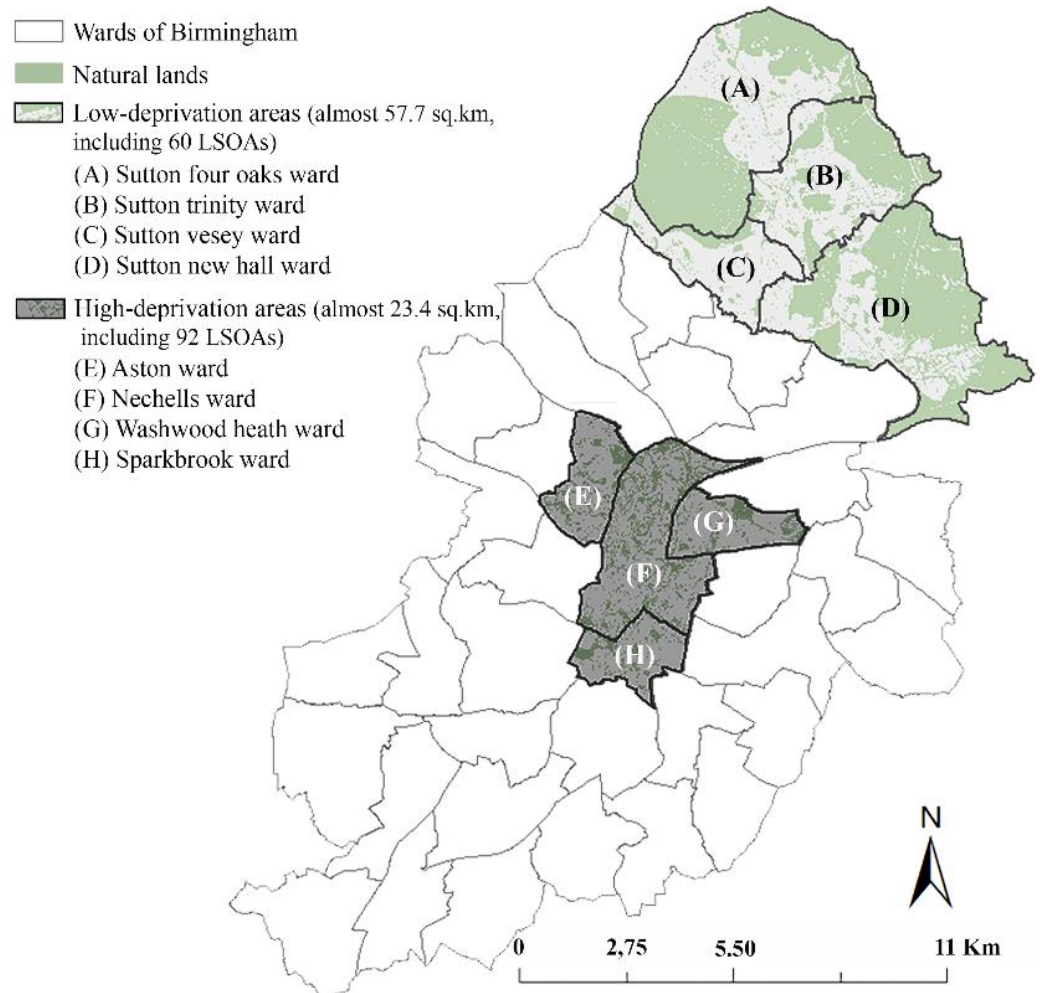 Wards of Birmingham
Natural lands
Low-deprivation areas (almost 57.7 sq.km,
including 60 LSOAs)
(A) Sutton four oaks ward
(B) Sutton trinity ward
(C) Sutton vesey ward
(D) Sutton new hall ward
High-deprivation areas (almost 23.4 sq.km,
including 92 LSOAs)
(E) Aston ward
(F) Nechells ward
(G) Washwood heath ward
(H) Sparkbrook ward
(A)
(B)
(C)
(D)
(E)
(G)
(F)
(H)
N
0 2,75 5.50 11 Km